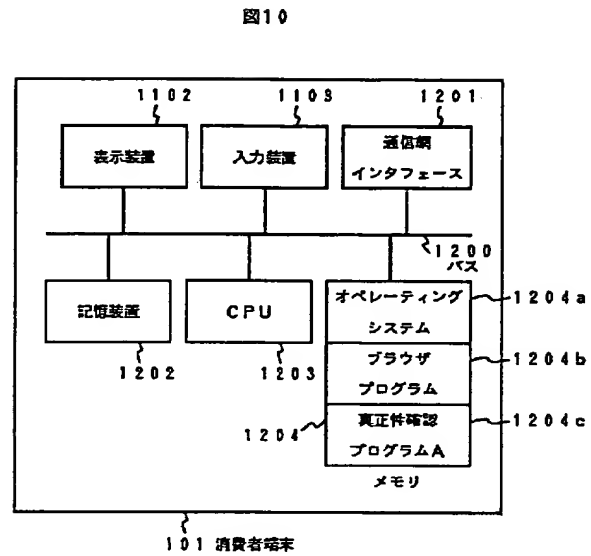 図10
1102
1103
1201
表示装置
入力装置
通信網
インタフェース
1200
バス
記憶装置
CPU
オペレーティング
システム
1204a
ブラウザ
プログラム
1204b
1202
1203
1204
真正件確認
プログラムA
1204c
メモリ
101 消費者端末